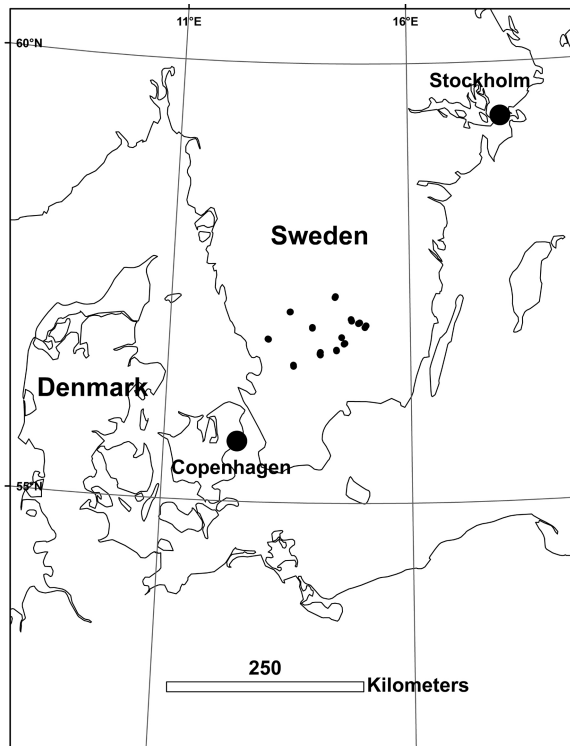 11°E
16°E
60°N
Stockholm
Sweden
Denmark
Copenhagen
55°N
250
Kilometers